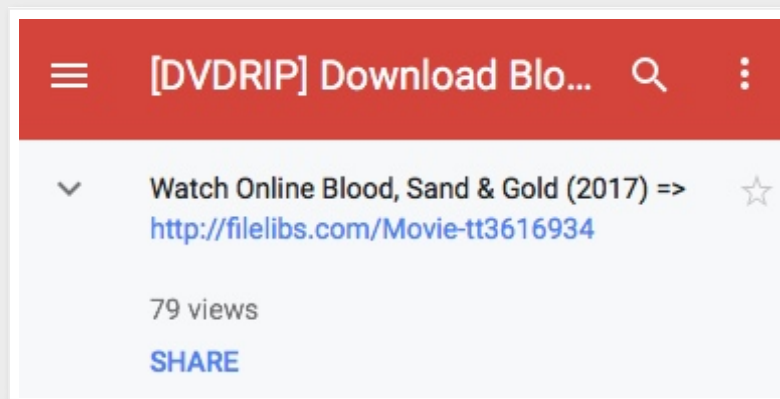 [DVDRIP] Download Blo...
Watch Online Blood, Sand & Gold (2017) =>
http://filelibs.com/Movie-tt3616934
79 views
SHARE